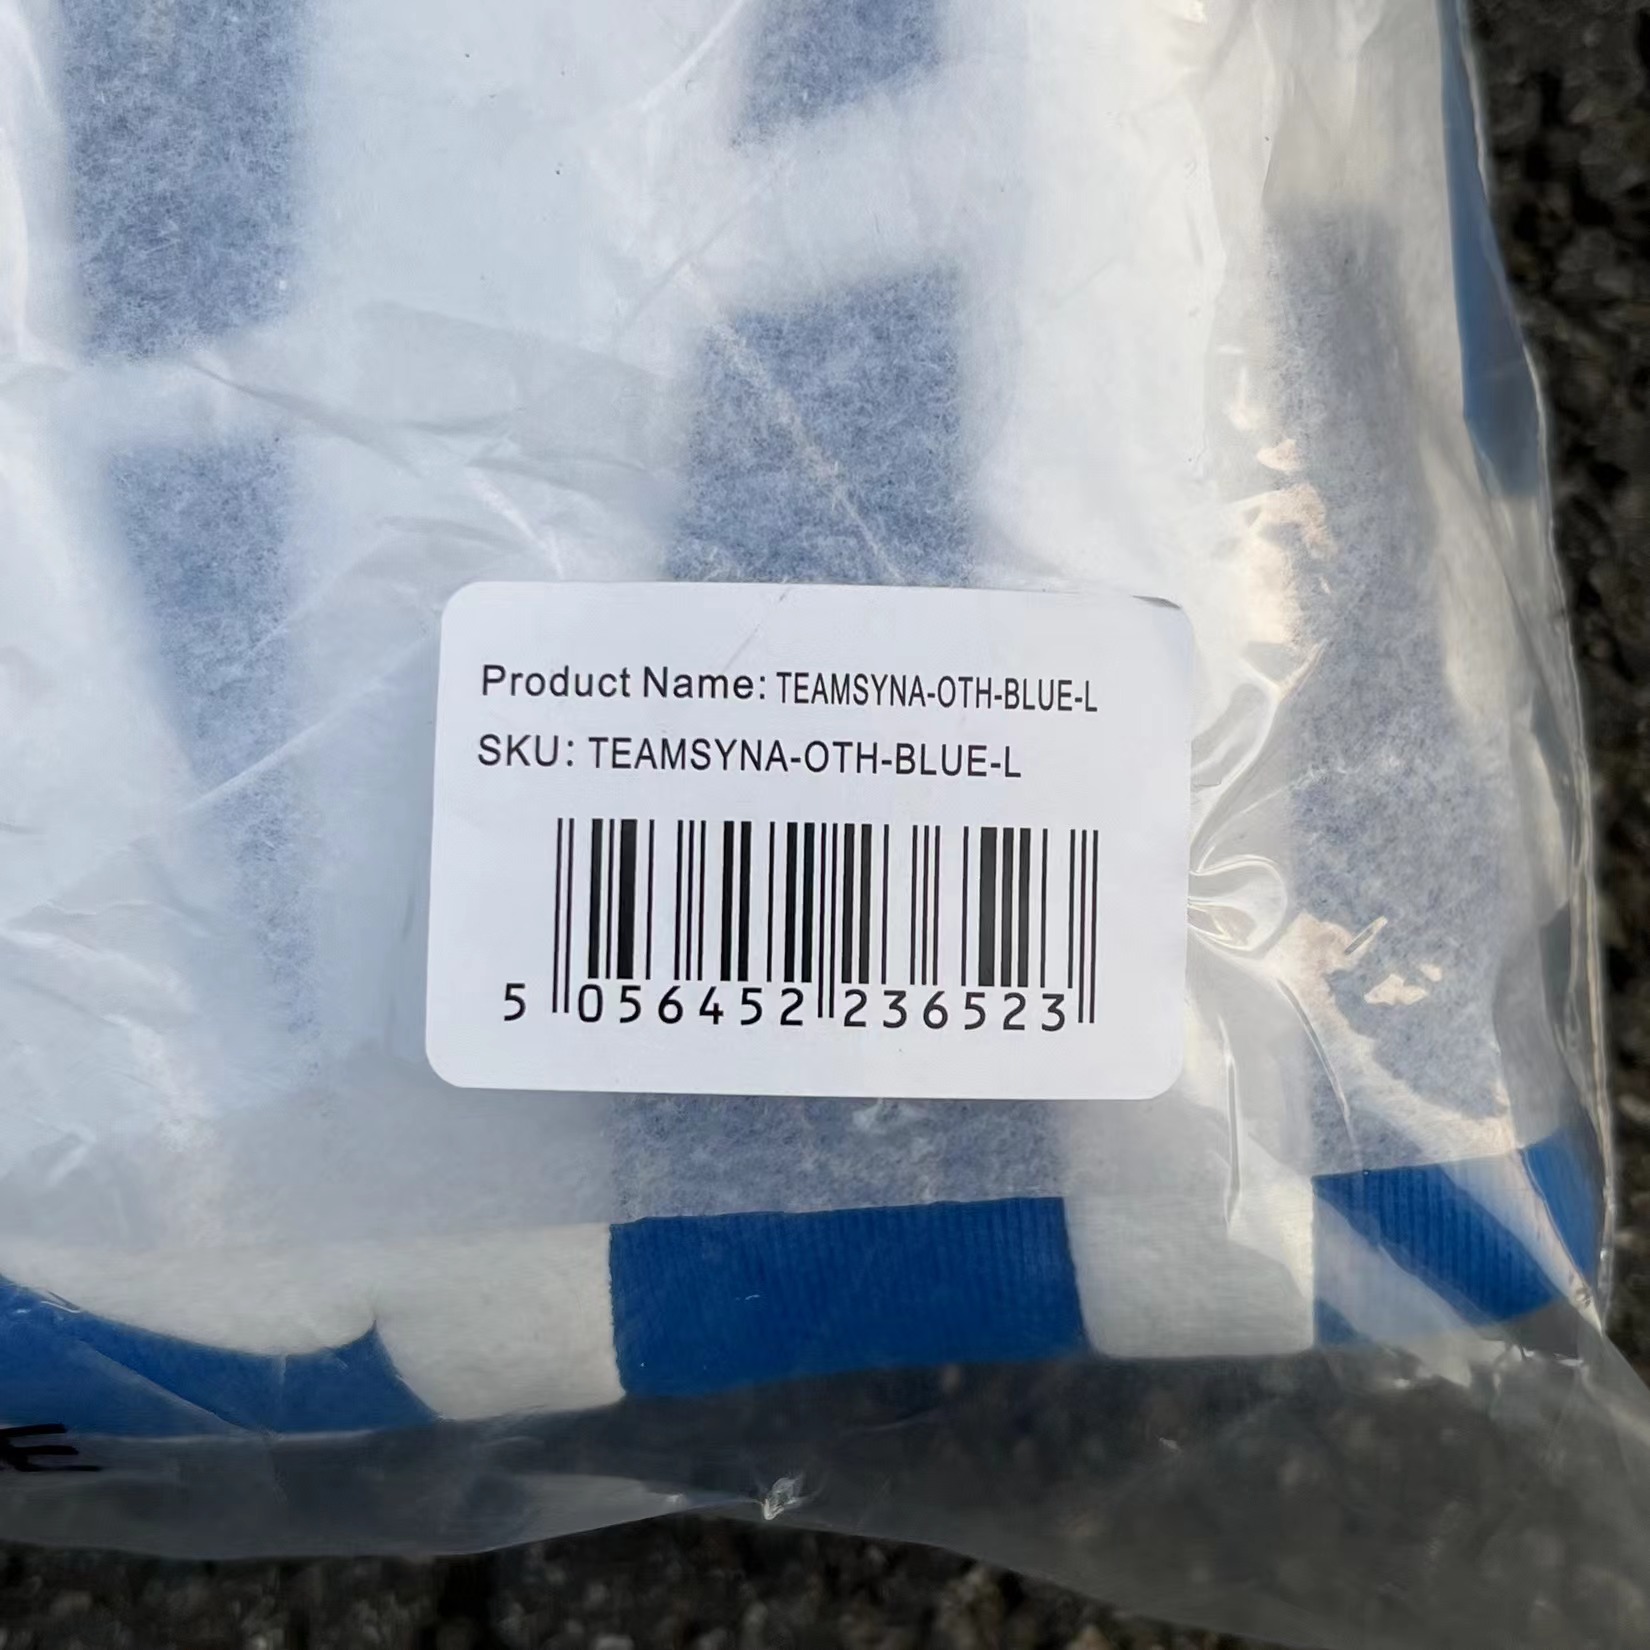 Product Name: TEAMSYNA-OTH-BLUE-L
SKU: TEAMSYNA-OTH-BLUE-L
5 056452 236523